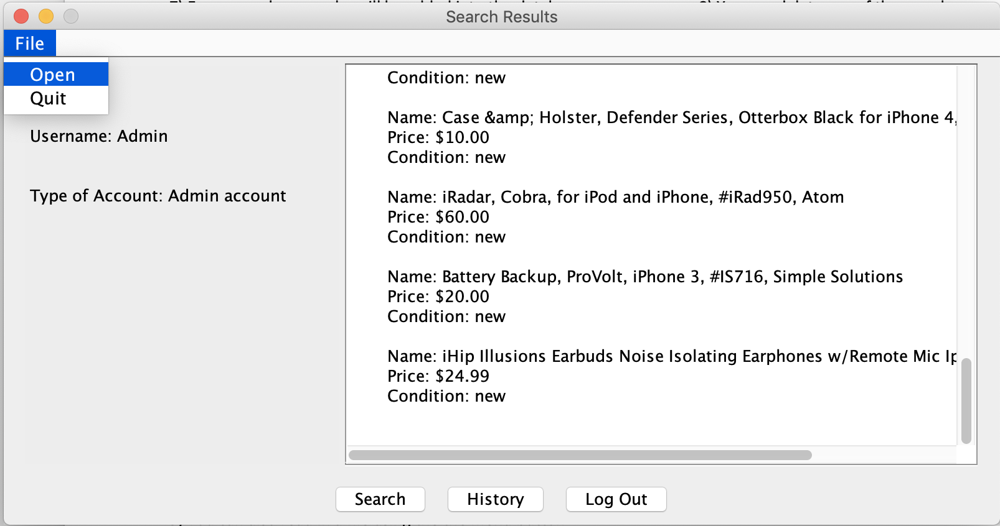 Search Results
File
Open
Quit
Username: Admin
Type of Account: Admin account
Condition: new
Name: Case &amp; Holster, Defender Series, Otterbox Black for iPhone 4,
Price: $10.00
Condition: new
Name: iRadar, Cobra, for iPod and iPhone, #iRad950, Atom
Price: $60.00
Condition: new
Name: Battery Backup, ProVolt, iPhone 3, #IS716, Simple Solutions
Price: $20.00
Condition: new
Name: iHip Illusions Earbuds Noise Isolating Earphones w/Remote Mic Ip
Price: $24.99
Condition: new
Search
History
Log Out